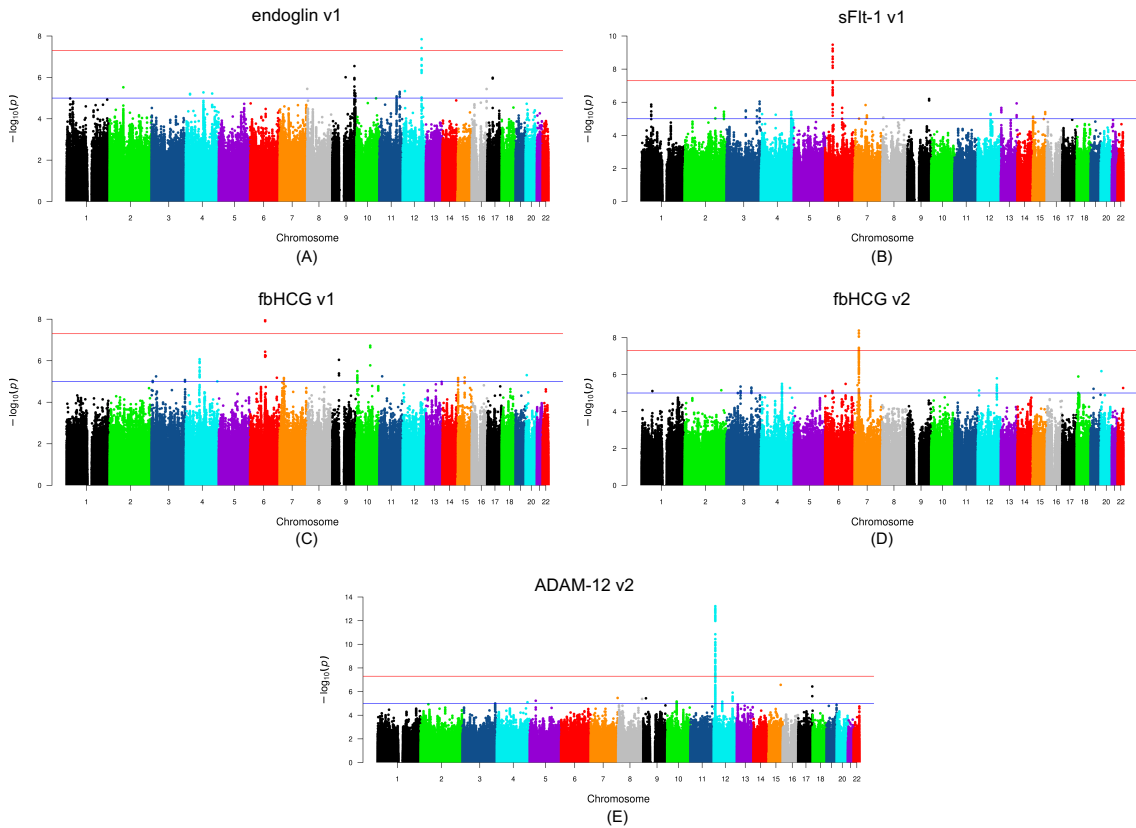 endoglin v1
8
6
4
2
0
− log10(p)
1 2 3 4 5 6 7 8 9 10 11 12 13 14 15 16 17 18 20 22
Chromosome
(A)
sFlt-1 v1
10
8
6
4
2
0
− log10(p)
1 2 3 4 5 6 7 8 9 10 11 12 13 14 15 16 17 18 20 22
Chromosome
(B)
fbHCG v1
8
6
4
2
0
− log10(p)
1 2 3 4 5 6 7 8 9 10 11 12 13 14 15 16 17 18 20 22
Chromosome
(C)
fbHCG v2
8
6
4
2
0
− log10(p)
1 2 3 4 5 6 7 8 9 10 11 12 13 14 15 16 17 18 20 22
Chromosome
(D)
ADAM-12 v2
14
12
10
8
6
4
2
0
− log10(p)
1 2 3 4 5 6 7 8 9 10 11 12 13 14 15 16 17 18 20 22
Chromosome
(E)